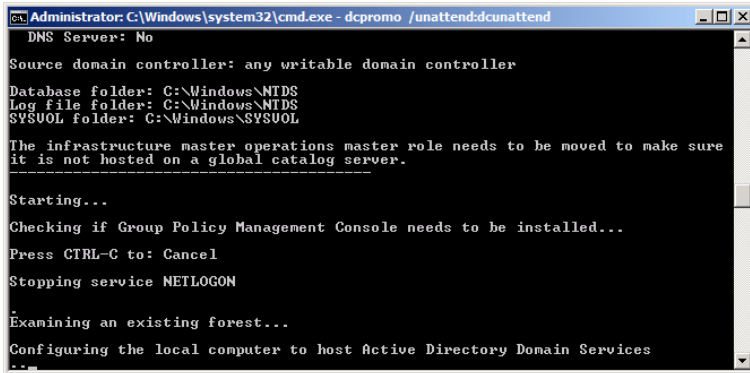 Administrator: C:\Windows\system32\cmd.exe - dcpromo /unattend:dcunattend
DNS Server: No
Source domain controller: any writable domain controller
Database folder: C:\Windows\NTDS
Log file folder: C:\Windows\NTDS
SYSVOL folder: C:\Windows\SYSVOL
The infrastructure master operations master role needs to be moved to make sure
it is not hosted on a global catalog server.
----------------------------------------
Starting...
Checking if Group Policy Management Console needs to be installed...
Press CTRL-C to: Cancel
Stopping service NETLOGON
.
Examining an existing forest...
Configuring the local computer to host Active Directory Domain Services
..